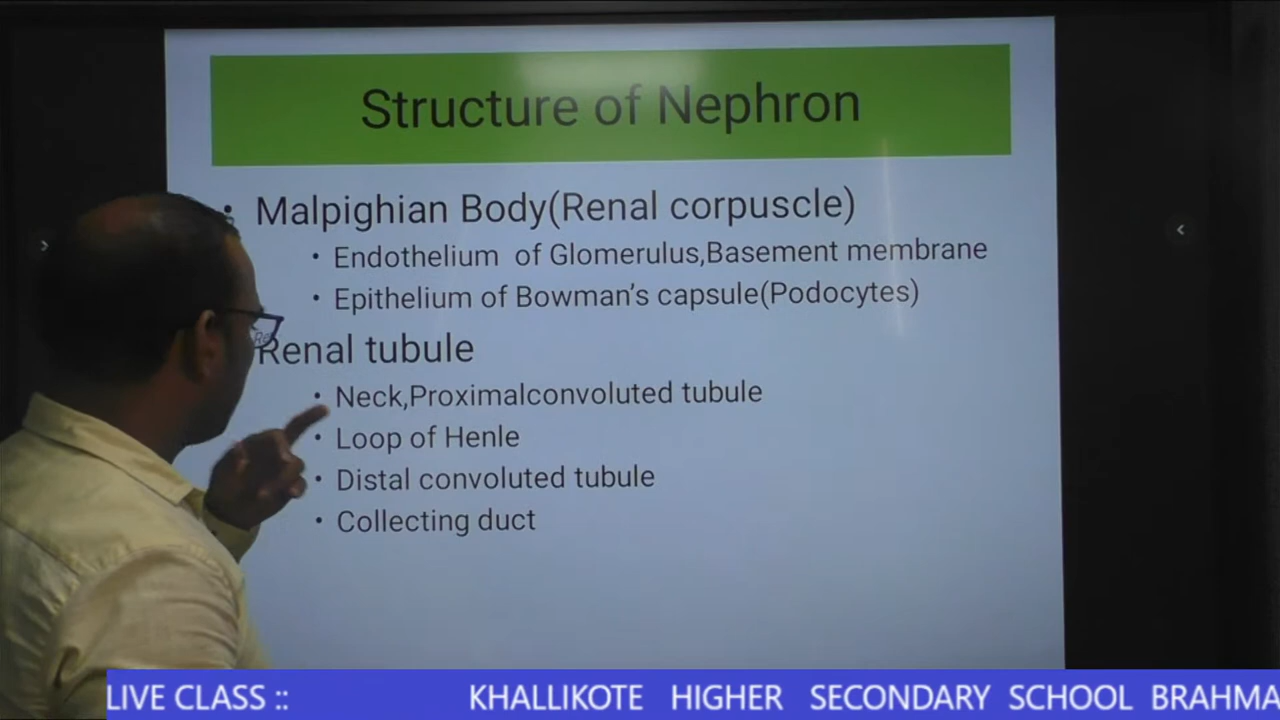 Structure of Nephron
• Malpighian Body(Renal corpuscle)
• Endothelium of Glomerulus,Basement membrane
• Epithelium of Bowman's capsule(Podocytes)
Renal tubule
• Neck,Proximalconvoluted tubule
• Loop of Henle
• Distal convoluted tubule
• Collecting duct
LIVE CLASS :: KHALLIKOTE HIGHER SECONDARY SCHOOL BRAHMA